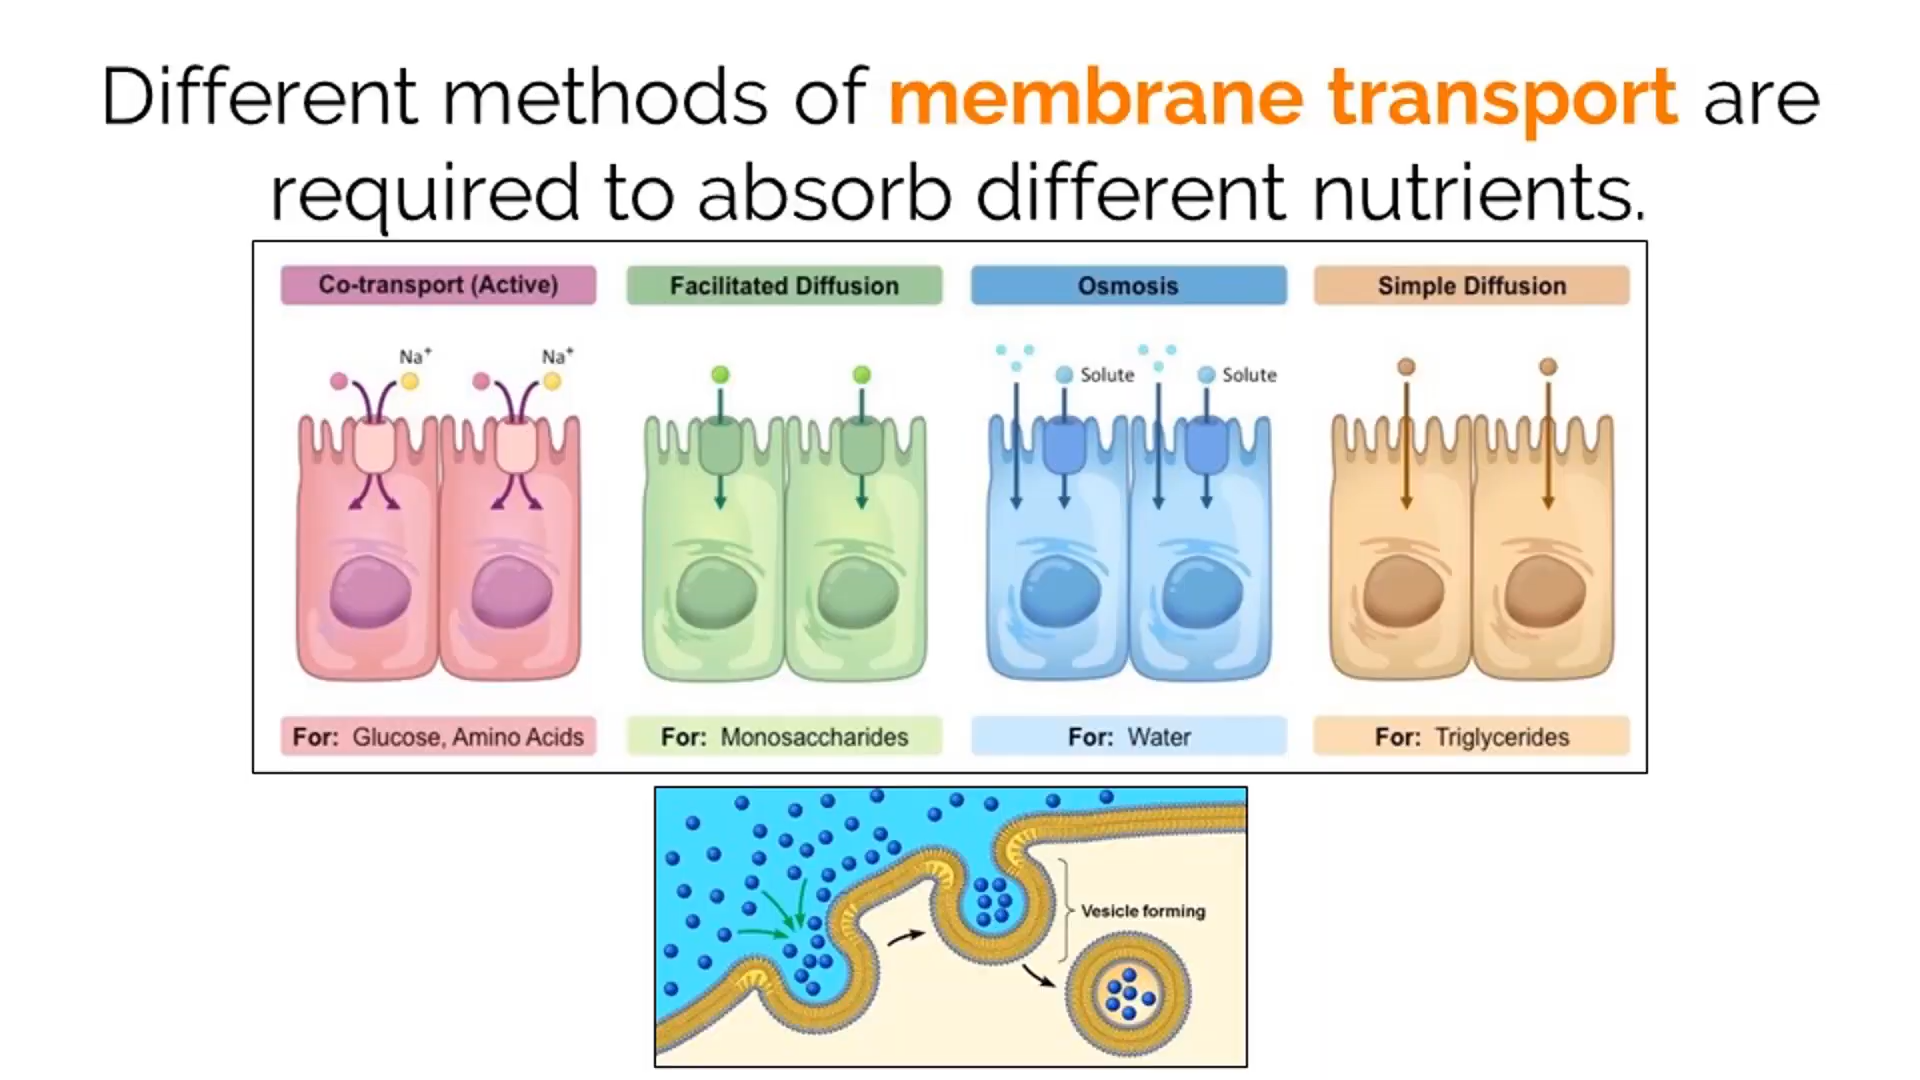 Different methods of membrane transport are
required to absorb different nutrients.
Co-transport (Active)
Facilitated Diffusion
Osmosis
Simple Diffusion
Na⁺
Na⁺
Solute
Solute
For: Glucose, Amino Acids
For: Monosaccharides
For: Water
For: Triglycerides
Vesicle forming